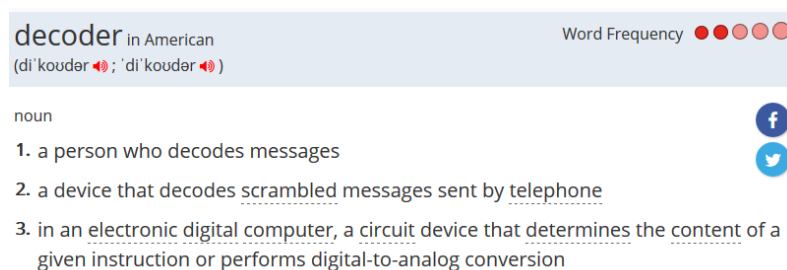 decoder in American
Word Frequency
(diˈkoʊdər ; ˈdiˈkoʊdər )
noun
1. a person who decodes messages
2. a device that decodes scrambled messages sent by telephone
3. in an electronic digital computer, a circuit device that determines the content of a
given instruction or performs digital-to-analog conversion